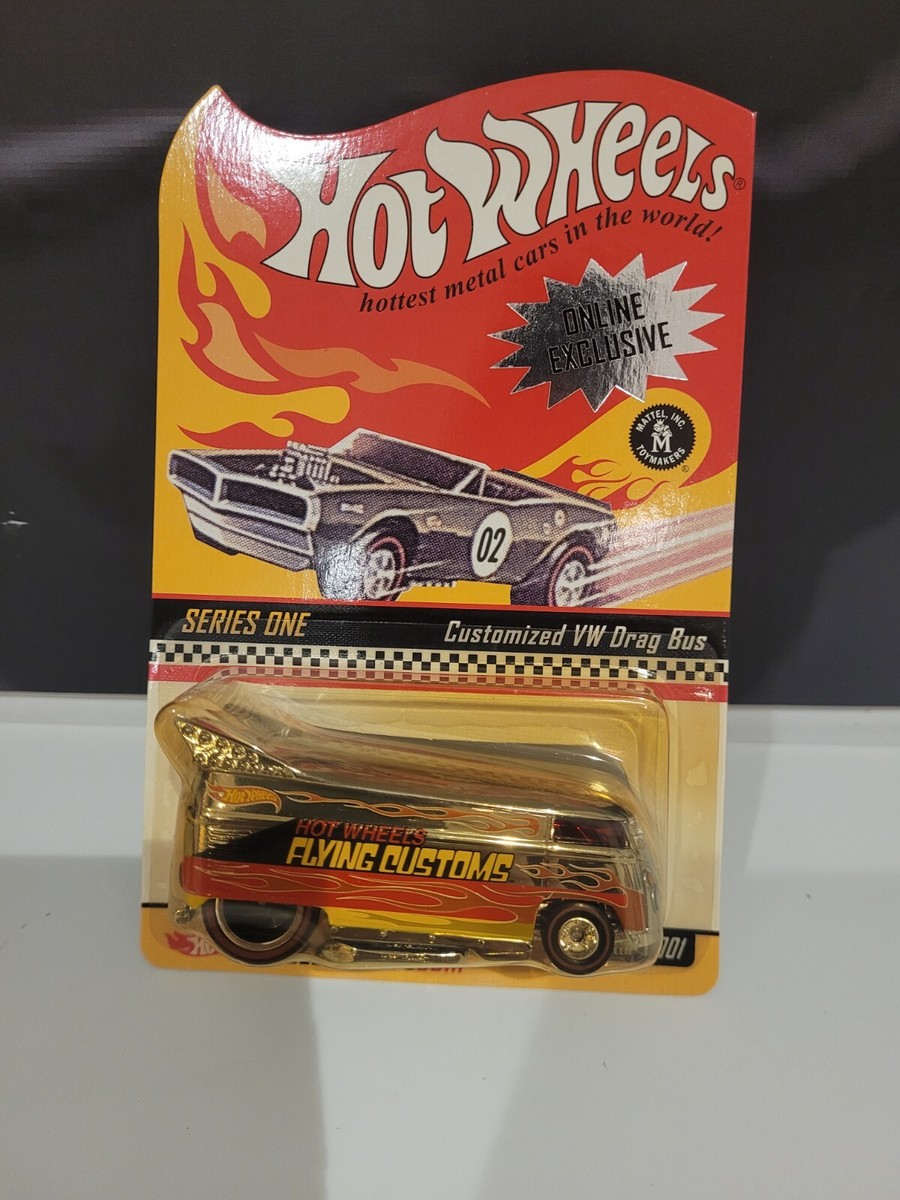 HOT WHEELS®
hottest metal cars in the world!
ONLINE
EXCLUSIVE
MATTEL, INC.
M
TOYMAKERS
®
02
SERIES ONE
Customized VW Drag Bus
HOT WHEELS
HOT WHEELS
FLYING CUSTOMS
001